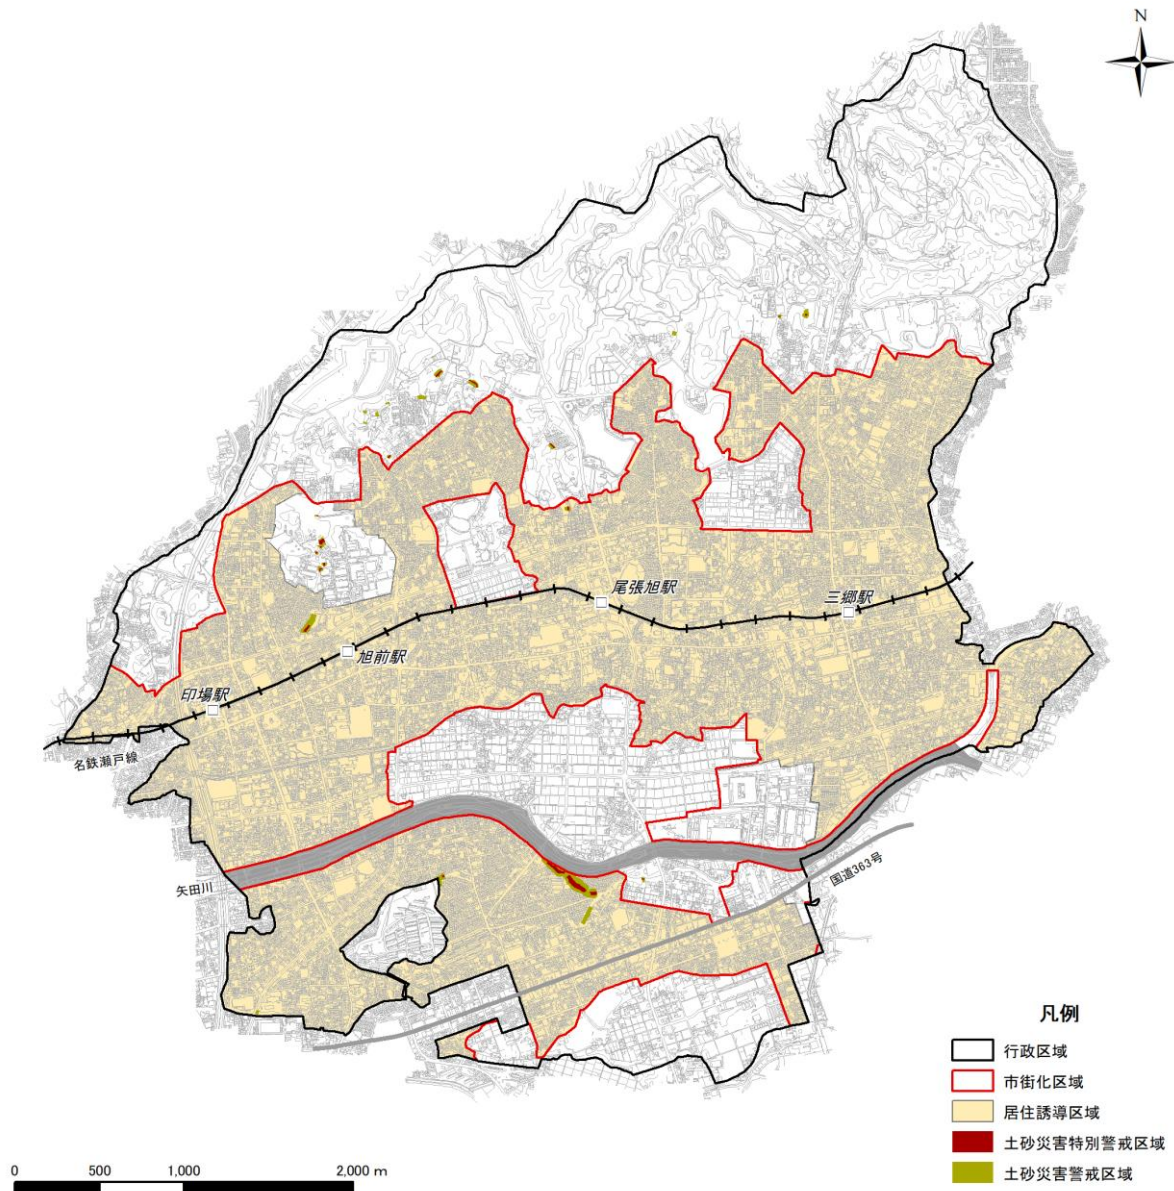 N
尾張旭駅
三郷駅
旭前駅
印場駅
名鉄瀬戸線
矢田川
国道363号
凡例
行政区域
市街化区域
居住誘導区域
土砂災害特別警戒区域
土砂災害警戒区域
0 500 1,000 2,000 m